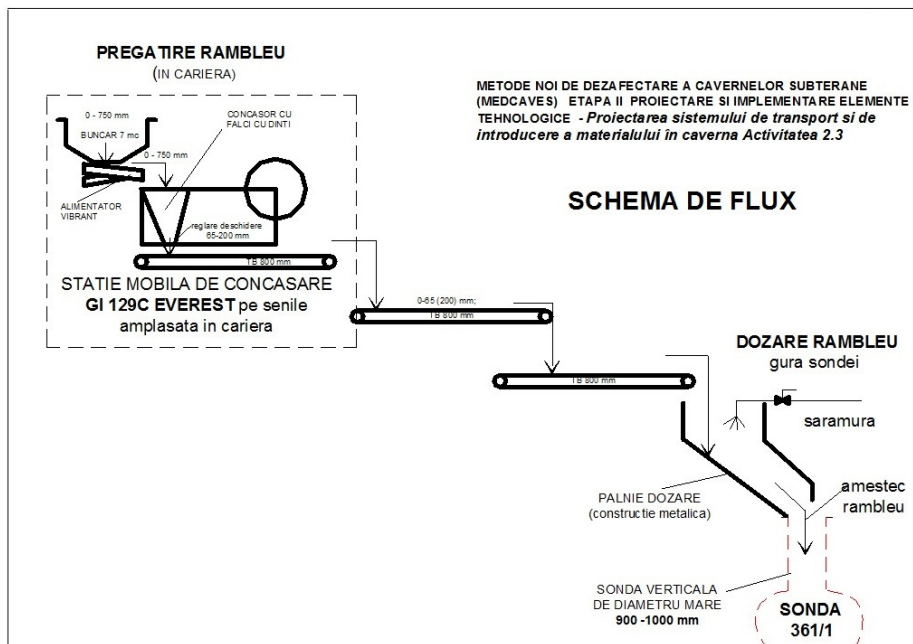 PREGATIRE RAMBLEU
(IN CARIERA)
0 - 750 mm
BUNCAR 7 mc
0 - 750 mm
CONCASOR CU
FALCI CU DINTI
ALIMENTATOR
VIBRANT
reglare deschidere
65-200 mm
TB 800 mm
STATIE MOBILA DE CONCASARE
GI 129C EVEREST pe senile
amplasata in cariera
METODE NOI DE DEZAFECTARE A CAVERNELOR SUBTERANE
(MEDCAVES) ETAPA II PROIECTARE SI IMPLEMENTARE ELEMENTE
TEHNOLOGICE - Proiectarea sistemului de transport si de
introducere a materialului în caverna Activitatea 2.3
SCHEMA DE FLUX
0-65 (200) mm;
TB 800 mm
TB 800 mm
DOZARE RAMBLEU
gura sondei
saramura
PALNIE DOZARE
(constructie metalica)
amestec
rambleu
SONDA VERTICALA
DE DIAMETRU MARE
900 -1000 mm
SONDA
361/1